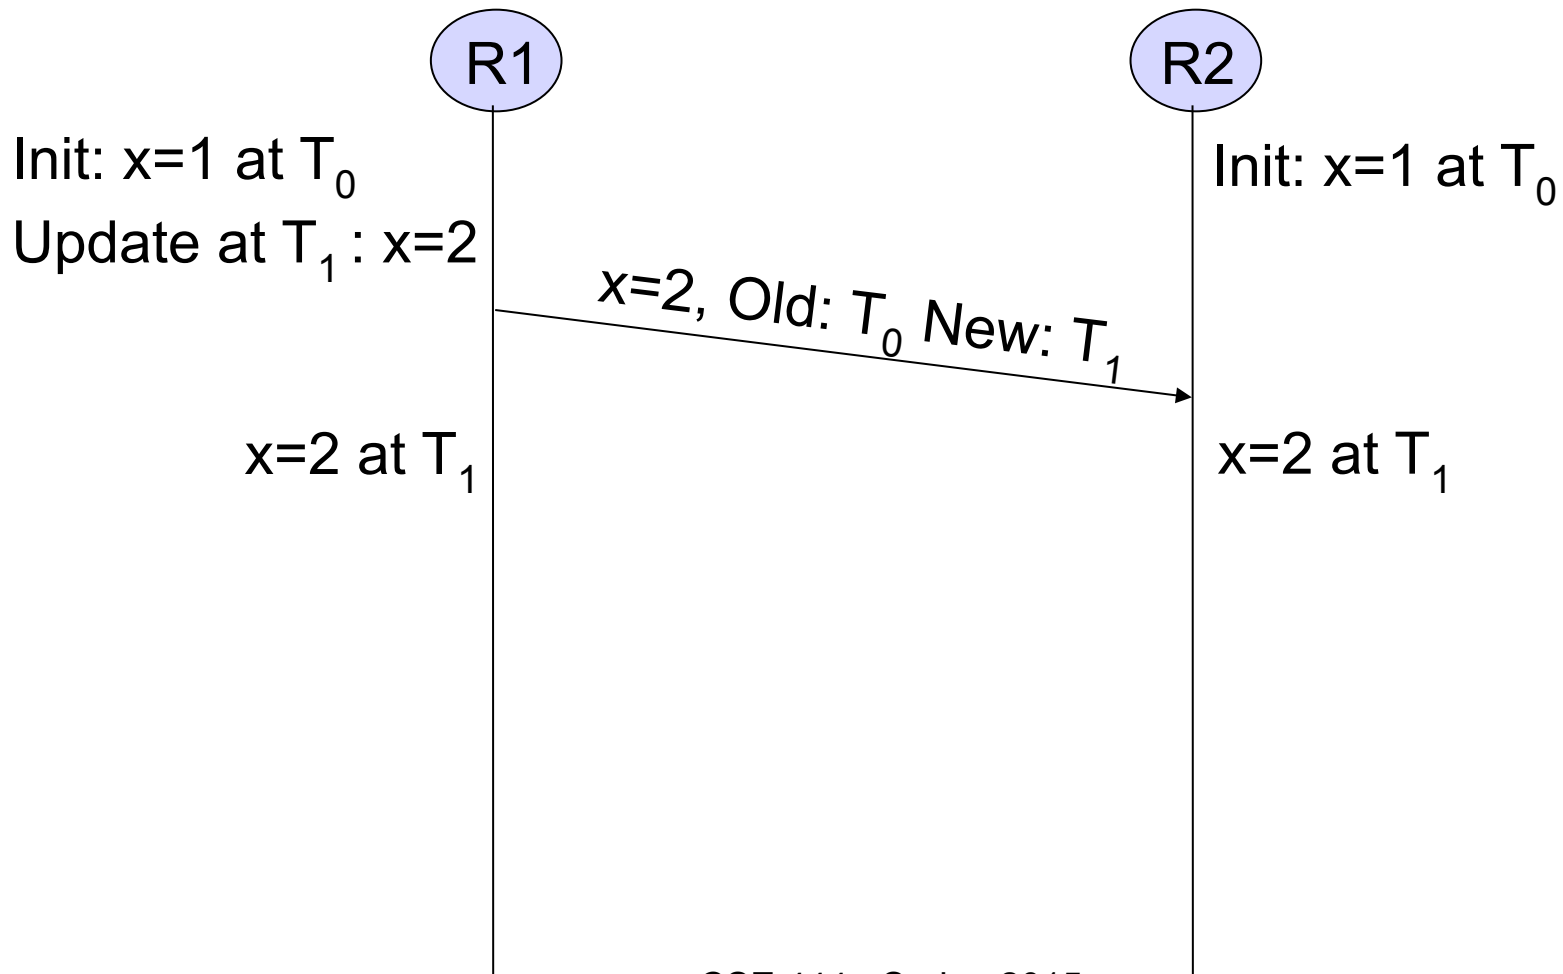 R1 R2
Init: x=1 at T0
Init: x=1 at T0
Update at T1 : x=2
x=2, Old: T0 New: T1
x=2 at T1
x=2 at T1